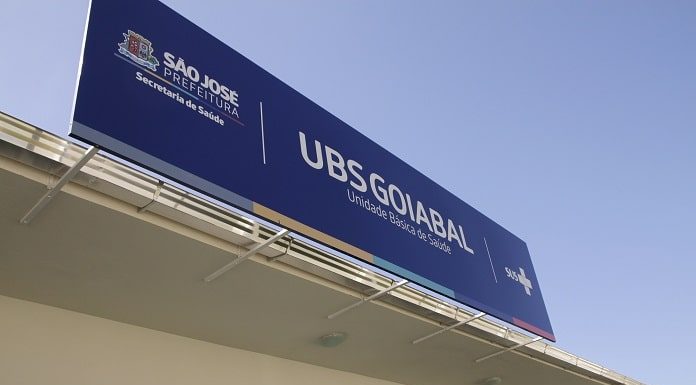 SÃO JOSÉ
PREFEITURA
Secretaria de Saúde
UBS GOIABAL
Unidade Básica de Saúde
SUS